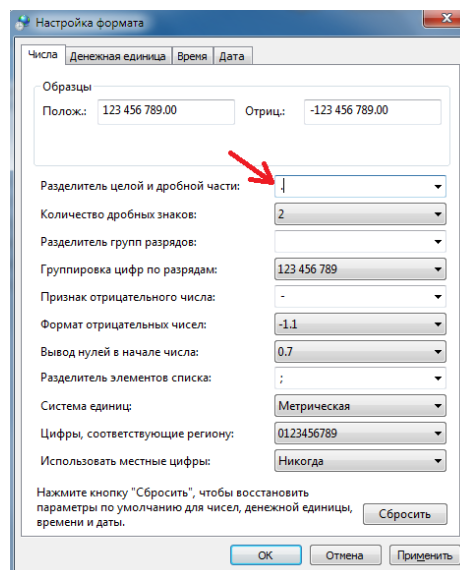 Настройка формата
Числа Денежная единица Время Дата
Образцы
Полож.: 123 456 789.00 Отриц.: -123 456 789.00
Разделитель целой и дробной части: .
Количество дробных знаков: 2
Разделитель групп разрядов:
Группировка цифр по разрядам: 123 456 789
Признак отрицательного числа: -
Формат отрицательных чисел: -1.1
Вывод нулей в начале числа: 0.7
Разделитель элементов списка: ;
Система единиц: Метрическая
Цифры, соответствующие региону: 0123456789
Использовать местные цифры: Никогда
Нажмите кнопку "Сбросить", чтобы восстановить
параметры по умолчанию для чисел, денежной единицы,
времени и даты.
Сбросить
ОК Отмена Применить